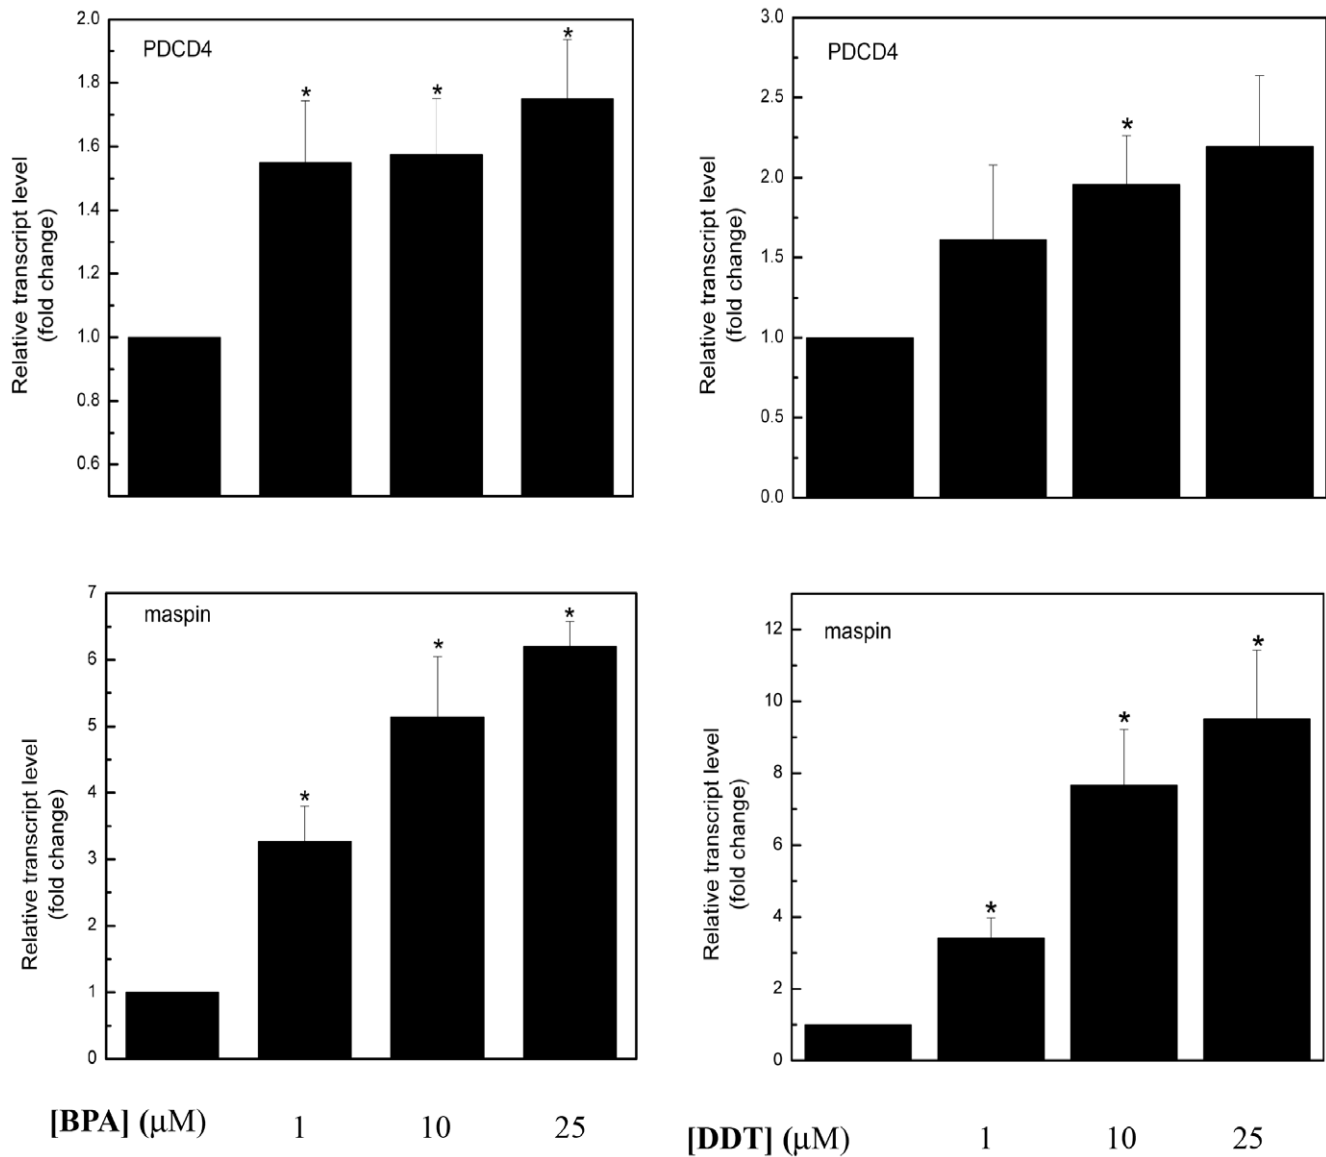 PDCD4
2.0
1.8
1.6
1.4
1.2
1.0
0.8
0.6
Relative transcript level
(fold change)
*
*
*
PDCD4
3.0
2.5
2.0
1.5
1.0
0.5
0.0
Relative transcript level
(fold change)
*
maspin
7
6
5
4
3
2
1
0
Relative transcript level
(fold change)
*
*
*
maspin
12
10
8
6
4
2
0
Relative transcript level
(fold change)
*
*
*
[BPA] (μM) 1 10 25
[DDT] (μM) 1 10 25